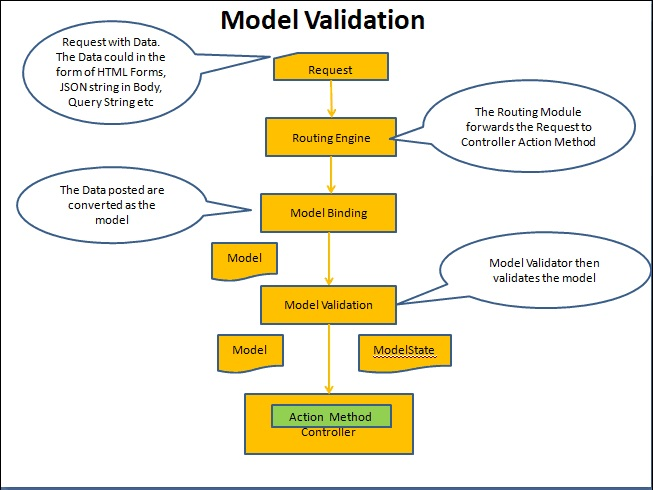 Model Validation
Request with Data.
The Data could in the
form of HTML Forms,
JSON string in Body,
Query String etc
Request
Routing Engine
The Routing Module
forwards the Request to
Controller Action Method
The Data posted are
converted as the
model
Model Binding
Model
Model Validator then
validates the model
Model Validation
Model
ModelState
Action Method
Controller